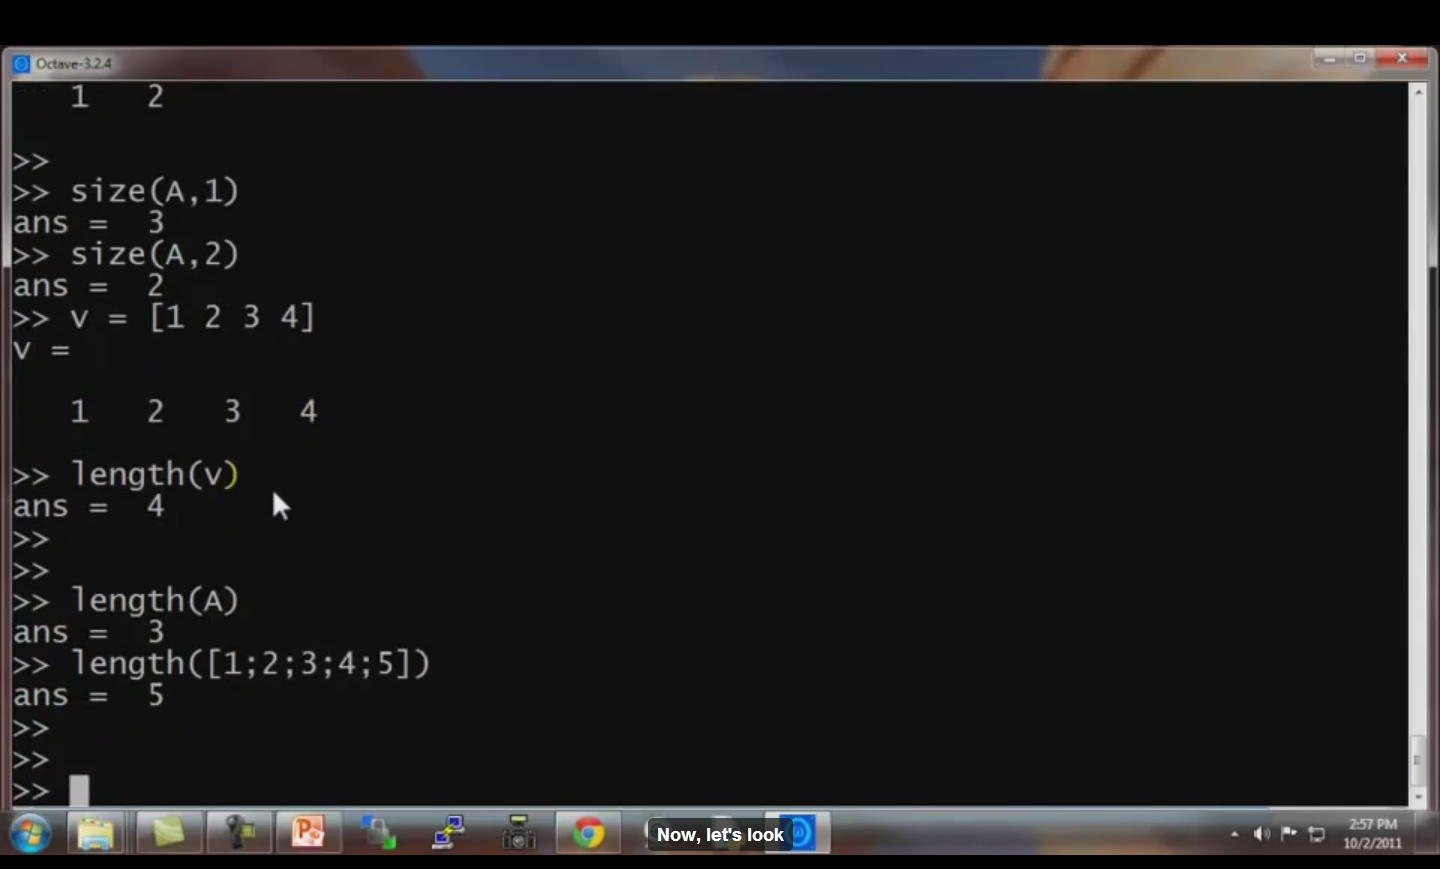 Octave-3.2.4
1 2
>>
>> size(A,1)
ans = 3
>> size(A,2)
ans = 2
>> v = [1 2 3 4]
v =
1 2 3 4
>> length(v)
ans = 4
>>
>>
>> length(A)
ans = 3
>> length([1;2;3;4;5])
ans = 5
>>
>>
>>
Now, let's look
2:57 PM
10/2/2011